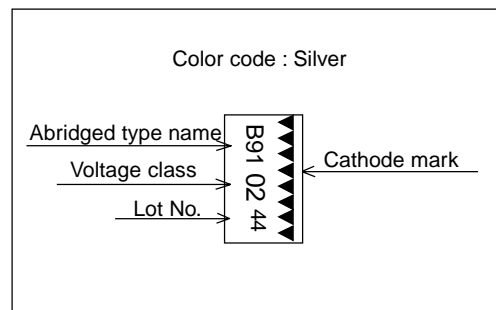 Color code : Silver
Abridged type name
Voltage class
Lot No.
B91 02 44
Cathode mark